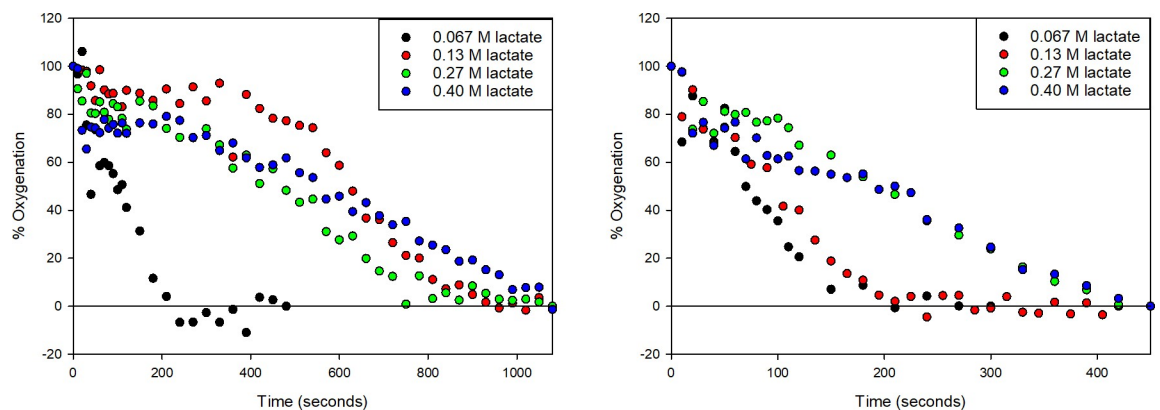 120
100
80
60
40
20
0
-20
% Oxygenation
0 200 400 600 800 1000
Time (seconds)
0.067 M lactate
0.13 M lactate
0.27 M lactate
0.40 M lactate
120
100
80
60
40
20
0
-20
% Oxygenation
0 100 200 300 400
Time (seconds)
0.067 M lactate
0.13 M lactate
0.27 M lactate
0.40 M lactate